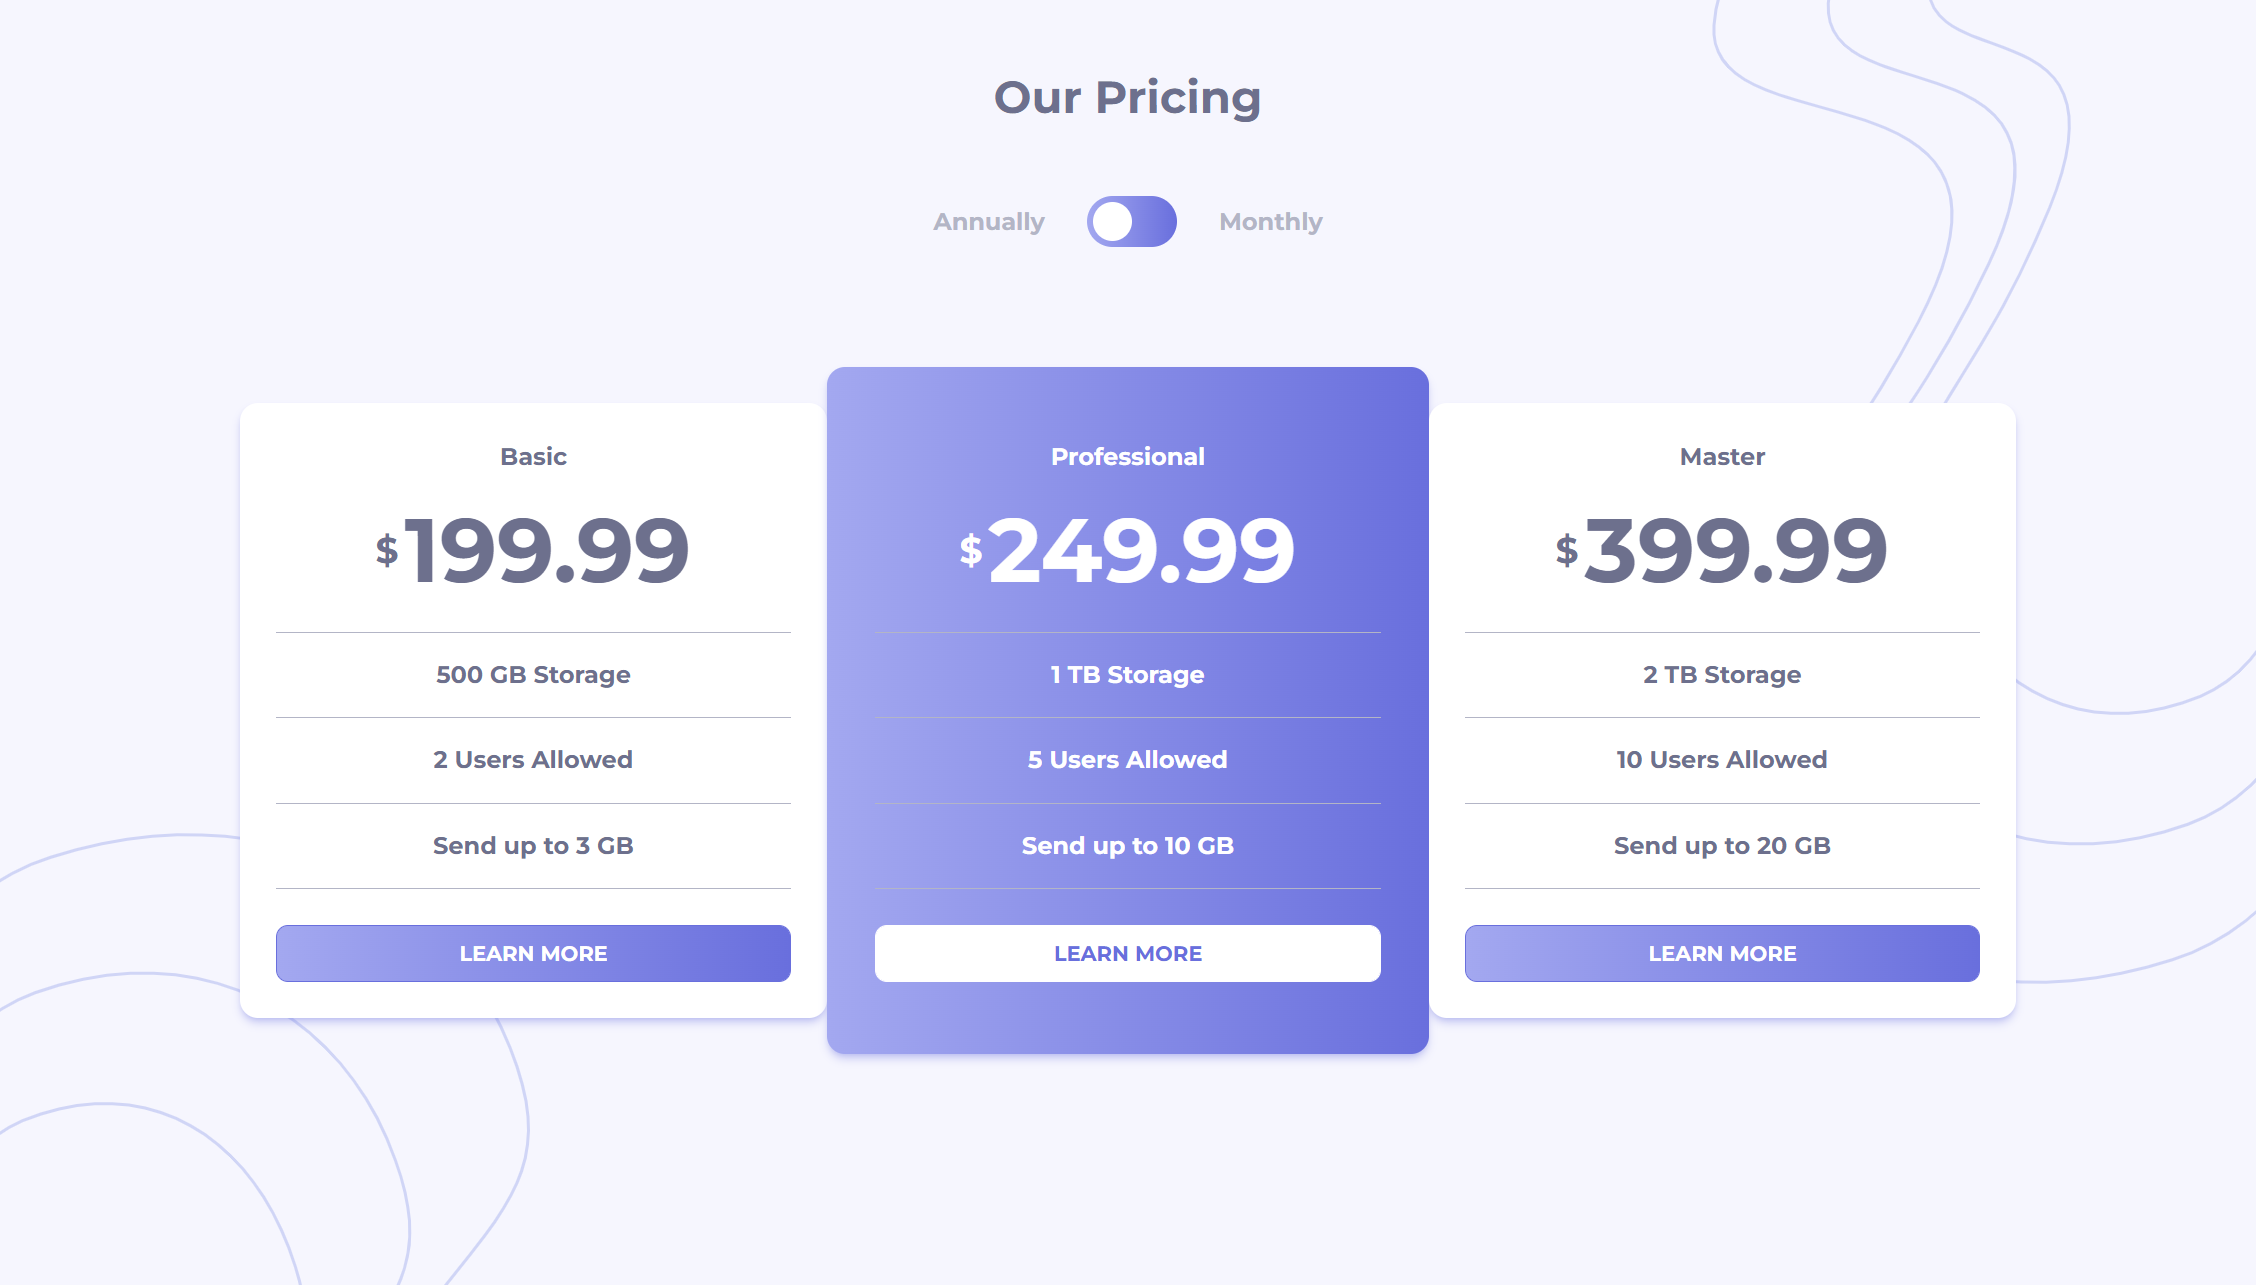 Our Pricing
Annually Monthly
Basic
$199.99
500 GB Storage
2 Users Allowed
Send up to 3 GB
LEARN MORE
Professional
$249.99
1 TB Storage
5 Users Allowed
Send up to 10 GB
LEARN MORE
Master
$399.99
2 TB Storage
10 Users Allowed
Send up to 20 GB
LEARN MORE